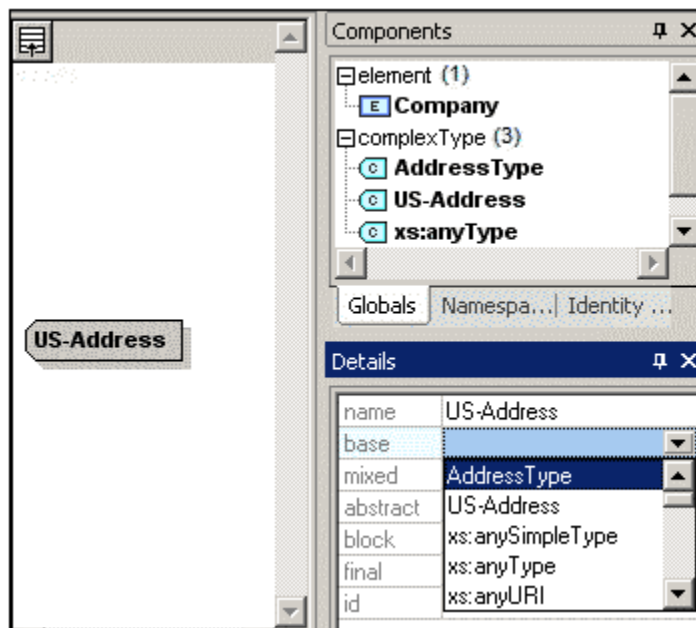 US-Address
Components
element (1)
E Company
complexType (3)
C AddressType
C US-Address
C xs:anyType
Globals
Namespa...
Identity ...
Details
name US-Address
base
mixed AddressType
abstract US-Address
block xs:anySimpleType
final xs:anyType
id xs:anyURI